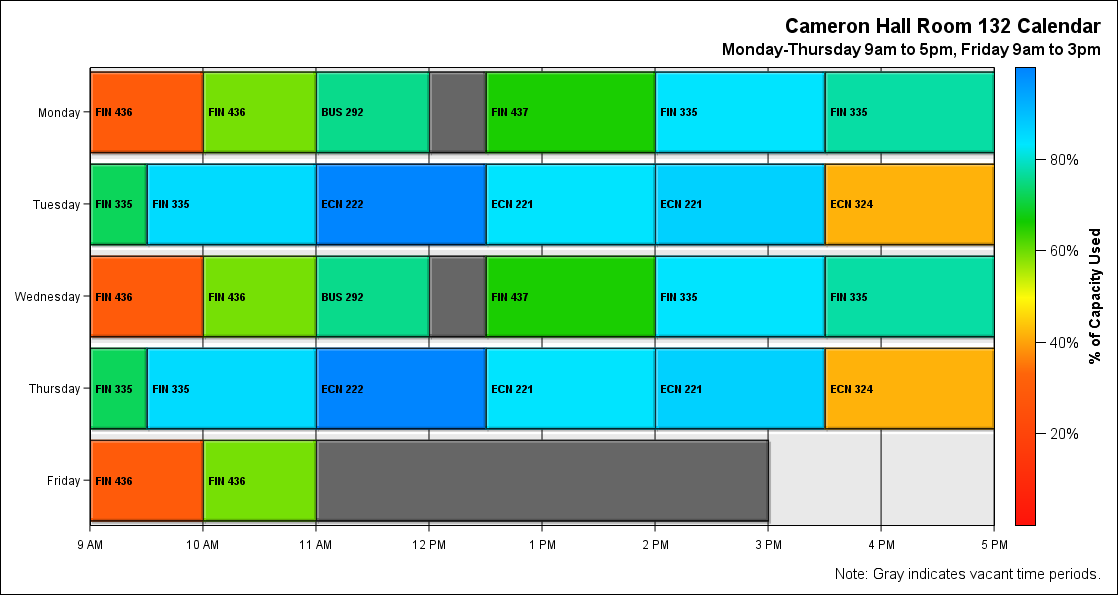 Cameron Hall Room 132 Calendar
Monday-Thursday 9am to 5pm, Friday 9am to 3pm
Monday FIN 436 FIN 436 BUS 292 FIN 437 FIN 335 FIN 335
Tuesday FIN 335 FIN 335 ECN 222 ECN 221 ECN 221 ECN 324
Wednesday FIN 436 FIN 436 BUS 292 FIN 437 FIN 335 FIN 335
Thursday FIN 335 FIN 335 ECN 222 ECN 221 ECN 221 ECN 324
Friday FIN 436 FIN 436
9 AM 10 AM 11 AM 12 PM 1 PM 2 PM 3 PM 4 PM 5 PM
80%
60%
40%
20%
% of Capacity Used
Note: Gray indicates vacant time periods.